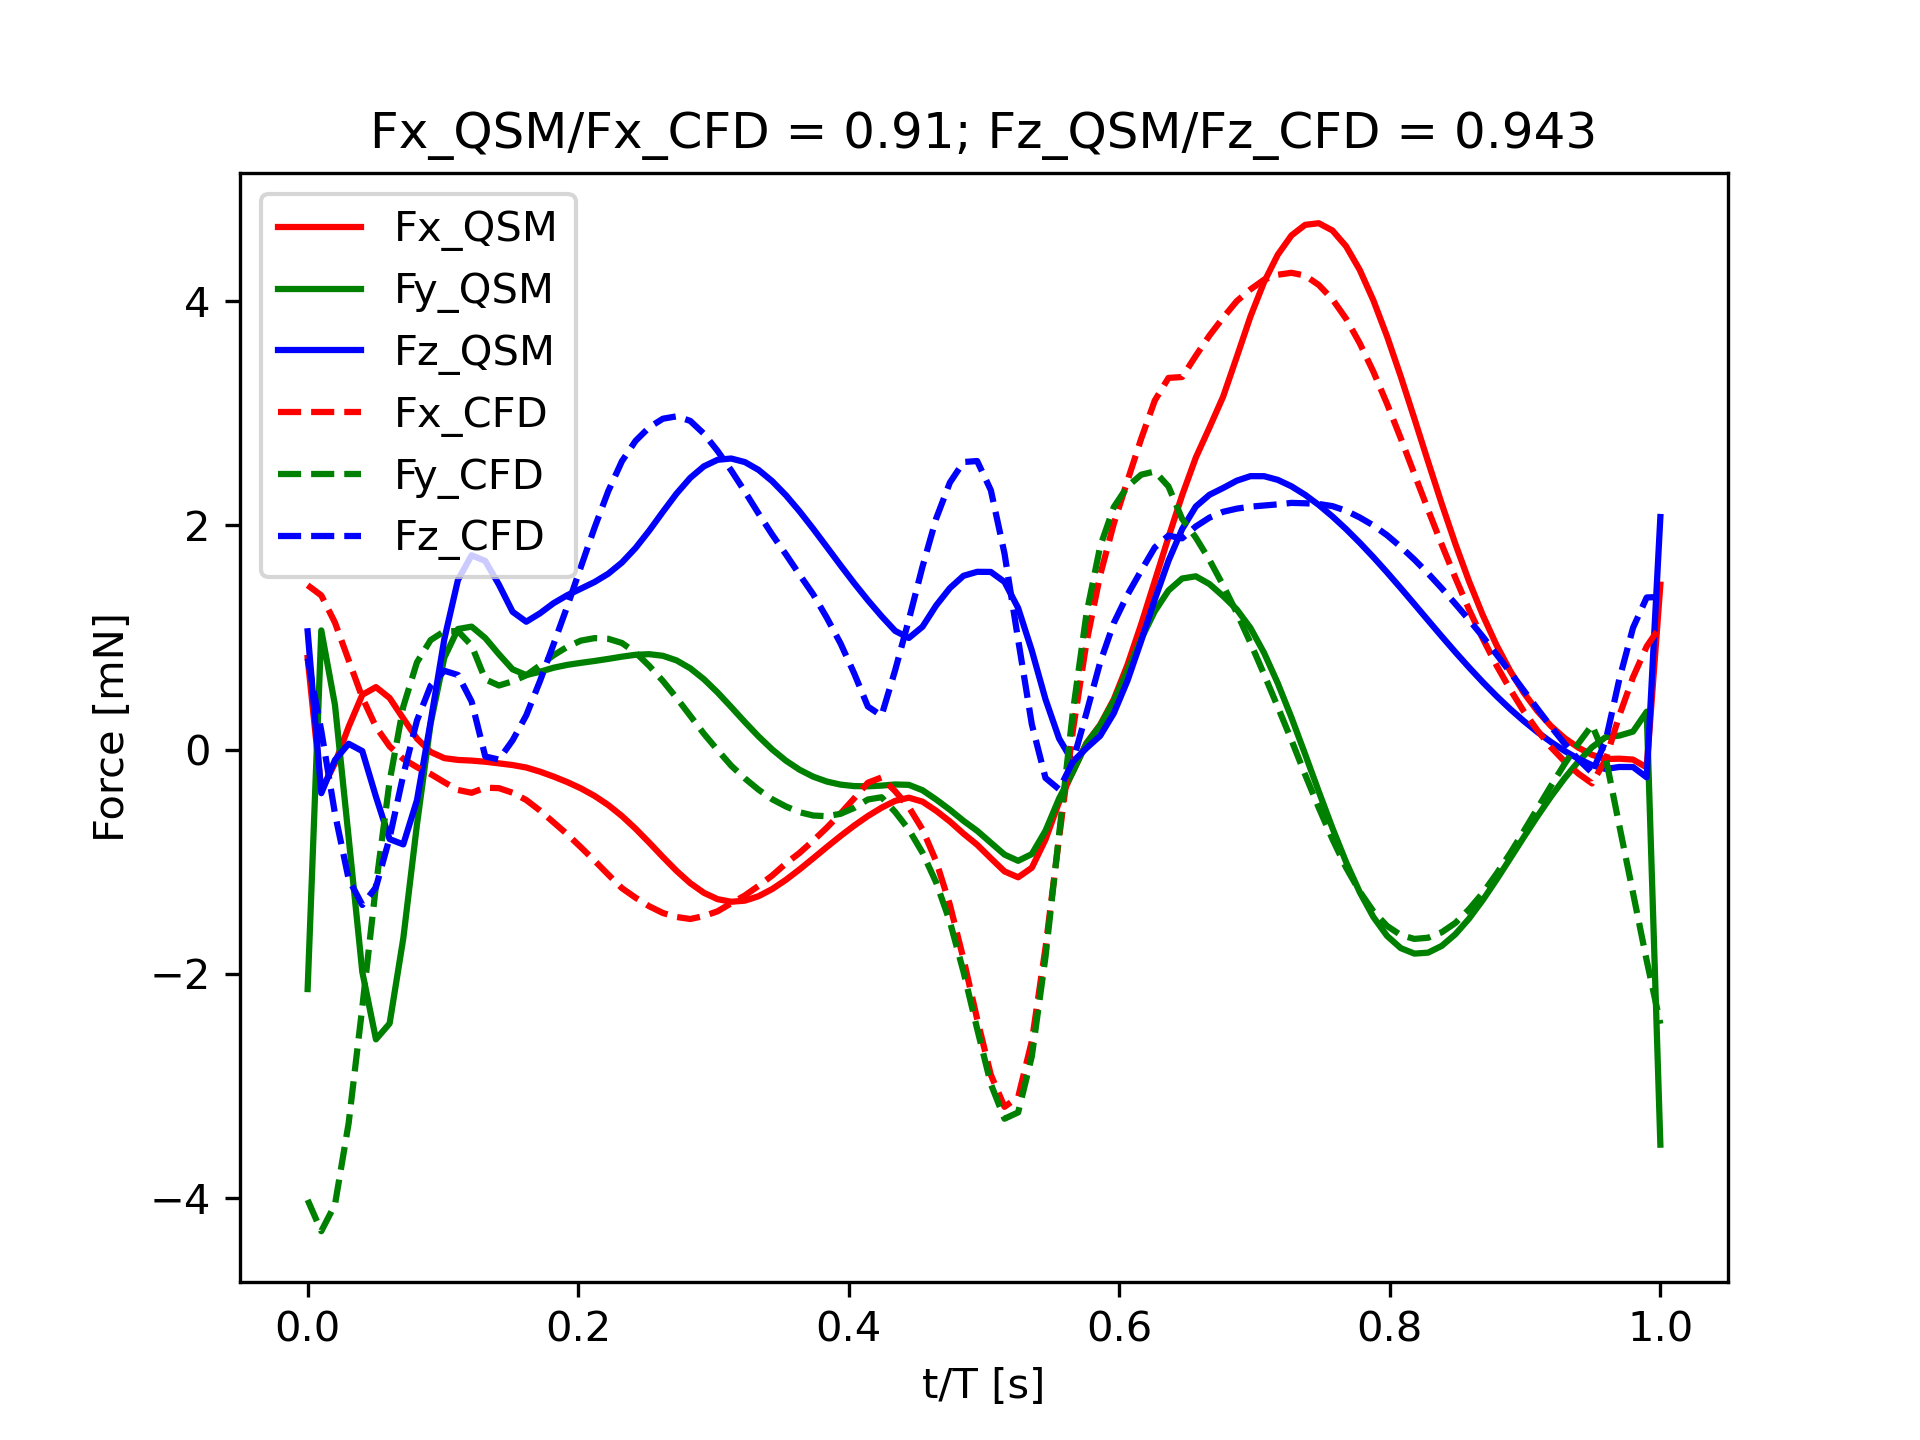 Fx_QSM/Fx_CFD = 0.91; Fz_QSM/Fz_CFD = 0.943
Fx_QSM
Fy_QSM
Fz_QSM
Fx_CFD
Fy_CFD
Fz_CFD
Force [mN]
4
2
0
−2
−4
0.0 0.2 0.4 0.6 0.8 1.0
t/T [s]